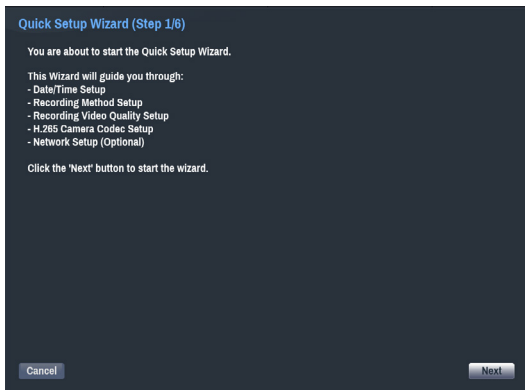 Quick Setup Wizard (Step 1/6)
You are about to start the Quick Setup Wizard.
This Wizard will guide you through:
- Date/Time Setup
- Recording Method Setup
- Recording Video Quality Setup
- H.265 Camera Codec Setup
- Network Setup (Optional)
Click the 'Next' button to start the wizard.
Cancel
Next